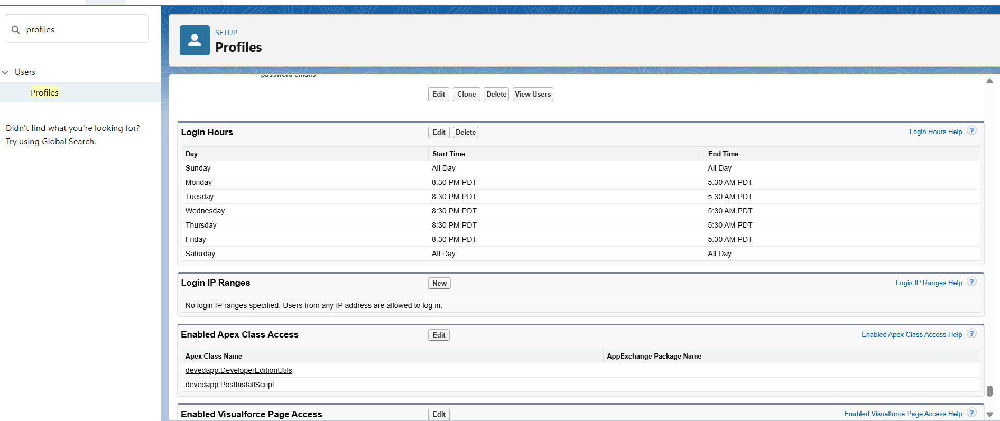 profiles
Users
Profiles
Didn't find what you're looking for?
Try using Global Search.
SETUP
Profiles
password emails
Edit Clone Delete View Users
Login Hours Edit Delete Login Hours Help ?
Day Start Time End Time
Sunday All Day All Day
Monday 8:30 PM PDT 5:30 AM PDT
Tuesday 8:30 PM PDT 5:30 AM PDT
Wednesday 8:30 PM PDT 5:30 AM PDT
Thursday 8:30 PM PDT 5:30 AM PDT
Friday 8:30 PM PDT 5:30 AM PDT
Saturday All Day All Day
Login IP Ranges New Login IP Ranges Help ?
No login IP ranges specified. Users from any IP address are allowed to log in.
Enabled Apex Class Access Edit Enabled Apex Class Access Help ?
Apex Class Name AppExchange Package Name
devedapp.DeveloperEditionUtils
devedapp.PostInstallScript
Enabled Visualforce Page Access Edit Enabled Visualforce Page Access Help ?